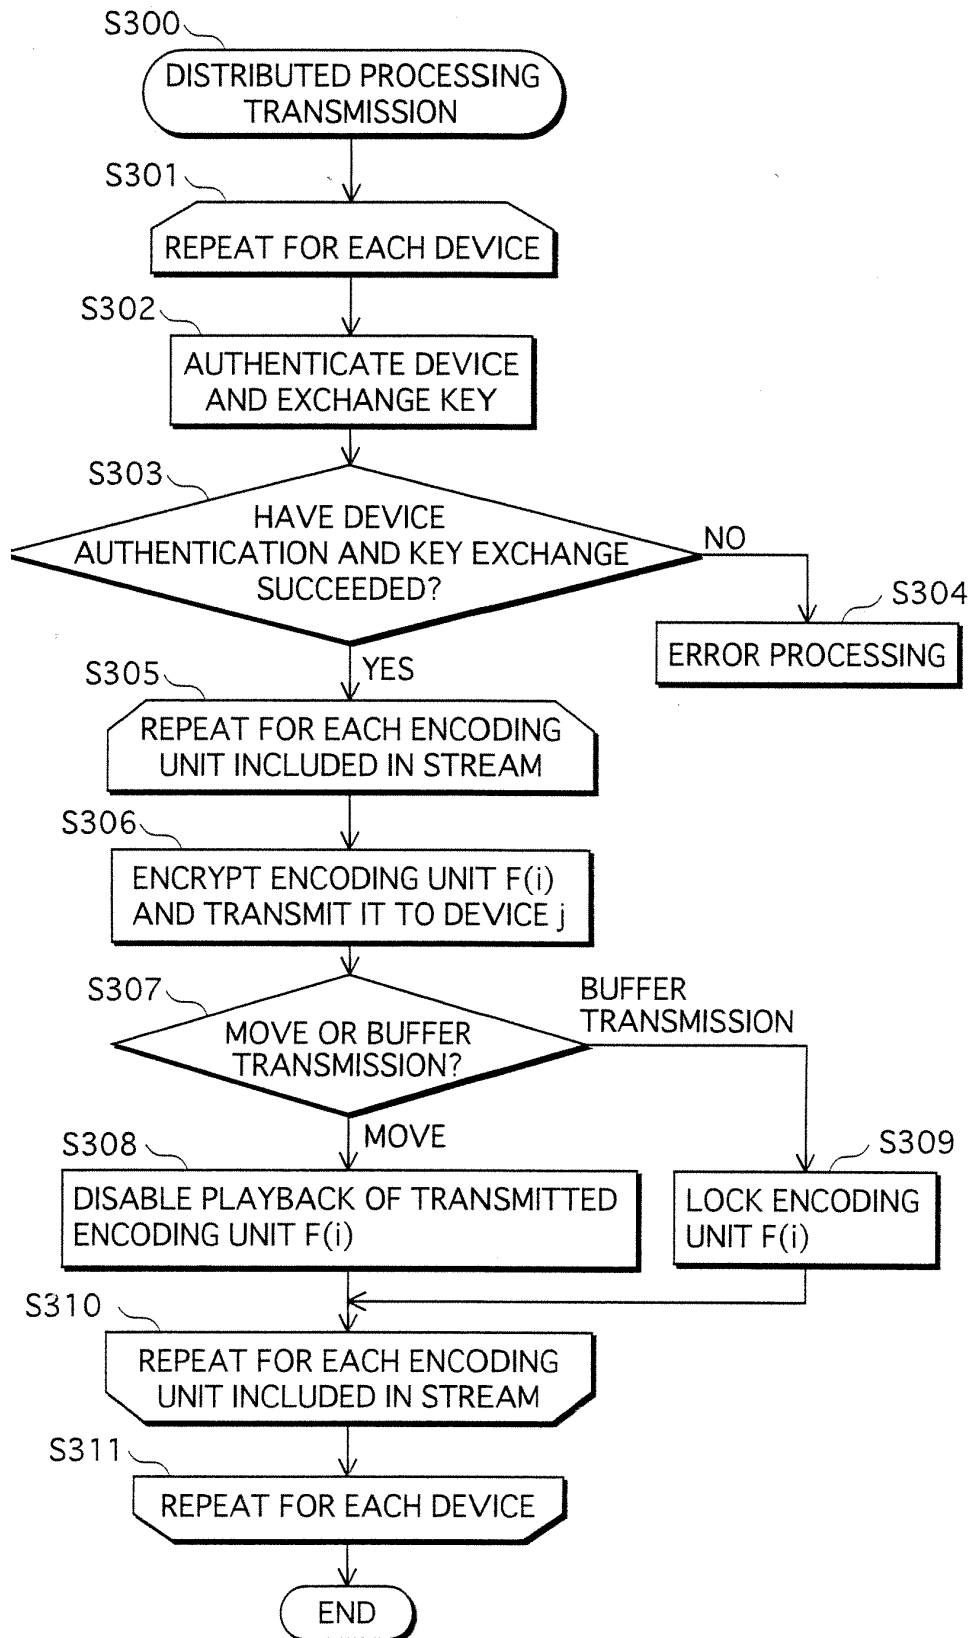 S300
DISTRIBUTED PROCESSING
TRANSMISSION
S301
REPEAT FOR EACH DEVICE
S302
AUTHENTICATE DEVICE
AND EXCHANGE KEY
S303
HAVE DEVICE
AUTHENTICATION AND KEY EXCHANGE
SUCCEEDED?
NO
S304
ERROR PROCESSING
YES
S305
REPEAT FOR EACH ENCODING
UNIT INCLUDED IN STREAM
S306
ENCRYPT ENCODING UNIT F(i)
AND TRANSMIT IT TO DEVICE j
S307
MOVE OR BUFFER
TRANSMISSION?
BUFFER
TRANSMISSION
MOVE
S308
DISABLE PLAYBACK OF TRANSMITTED
ENCODING UNIT F(i)
S309
LOCK ENCODING
UNIT F(i)
S310
REPEAT FOR EACH ENCODING
UNIT INCLUDED IN STREAM
S311
REPEAT FOR EACH DEVICE
END